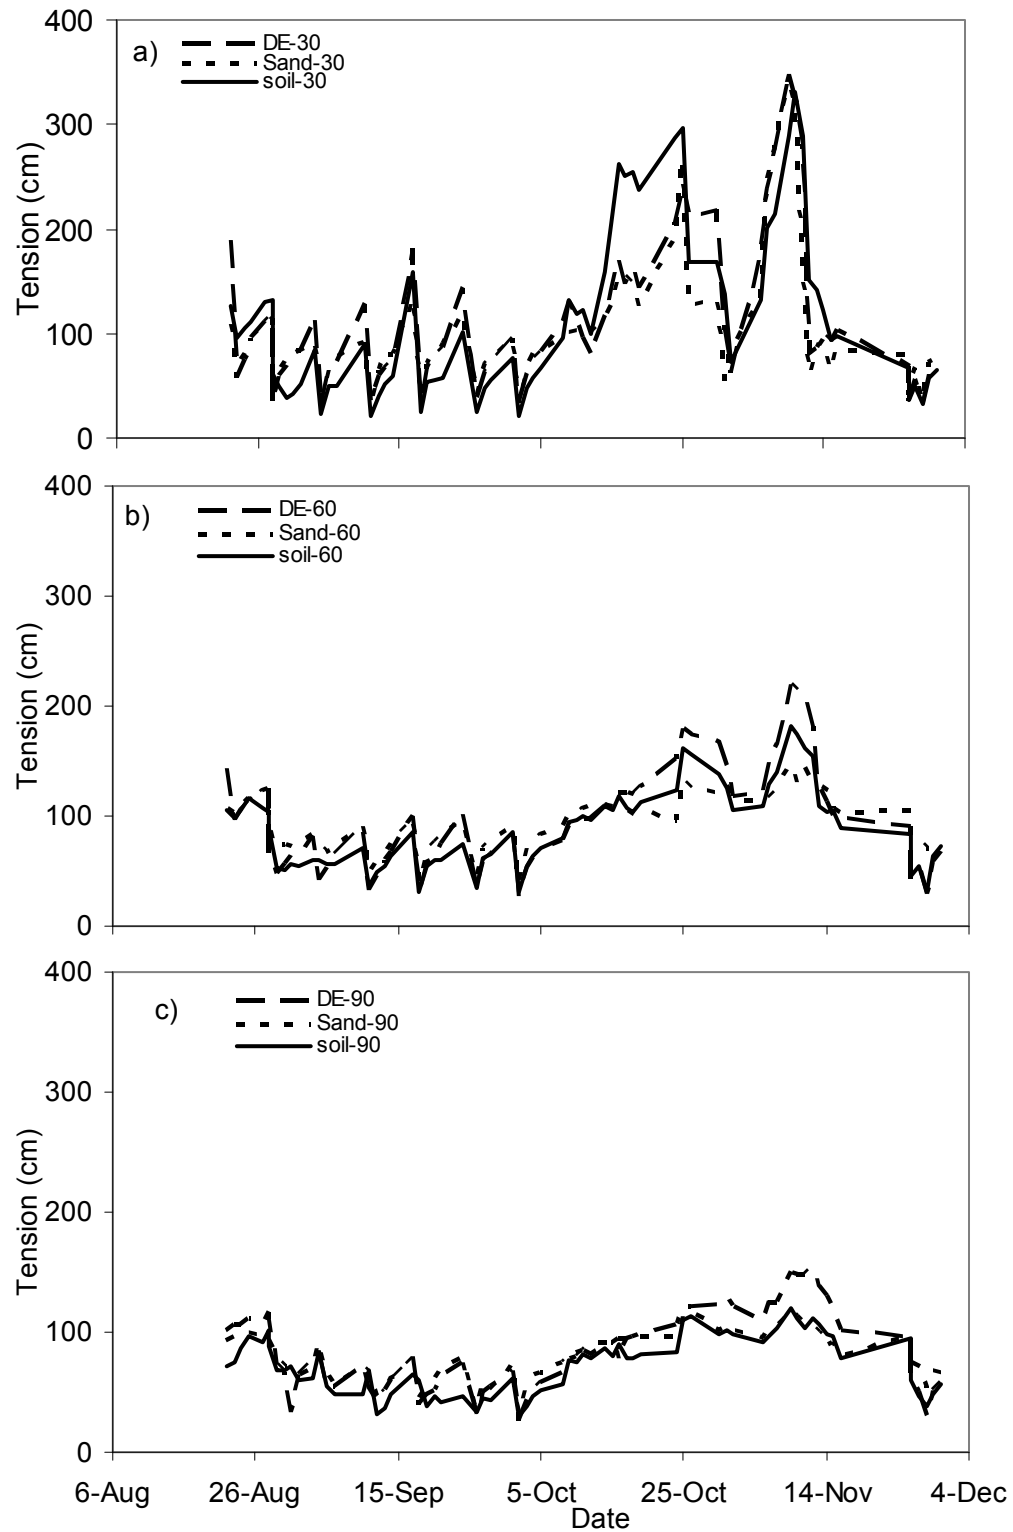 400
a)
DE-30
Sand-30
soil-30
300
200
100
0
Tension (cm)
400
b)
DE-60
Sand-60
soil-60
300
200
100
0
Tension (cm)
400
c)
DE-90
Sand-90
soil-90
300
200
100
0
Tension (cm)
6-Aug 26-Aug 15-Sep 5-Oct 25-Oct 14-Nov 4-Dec
Date